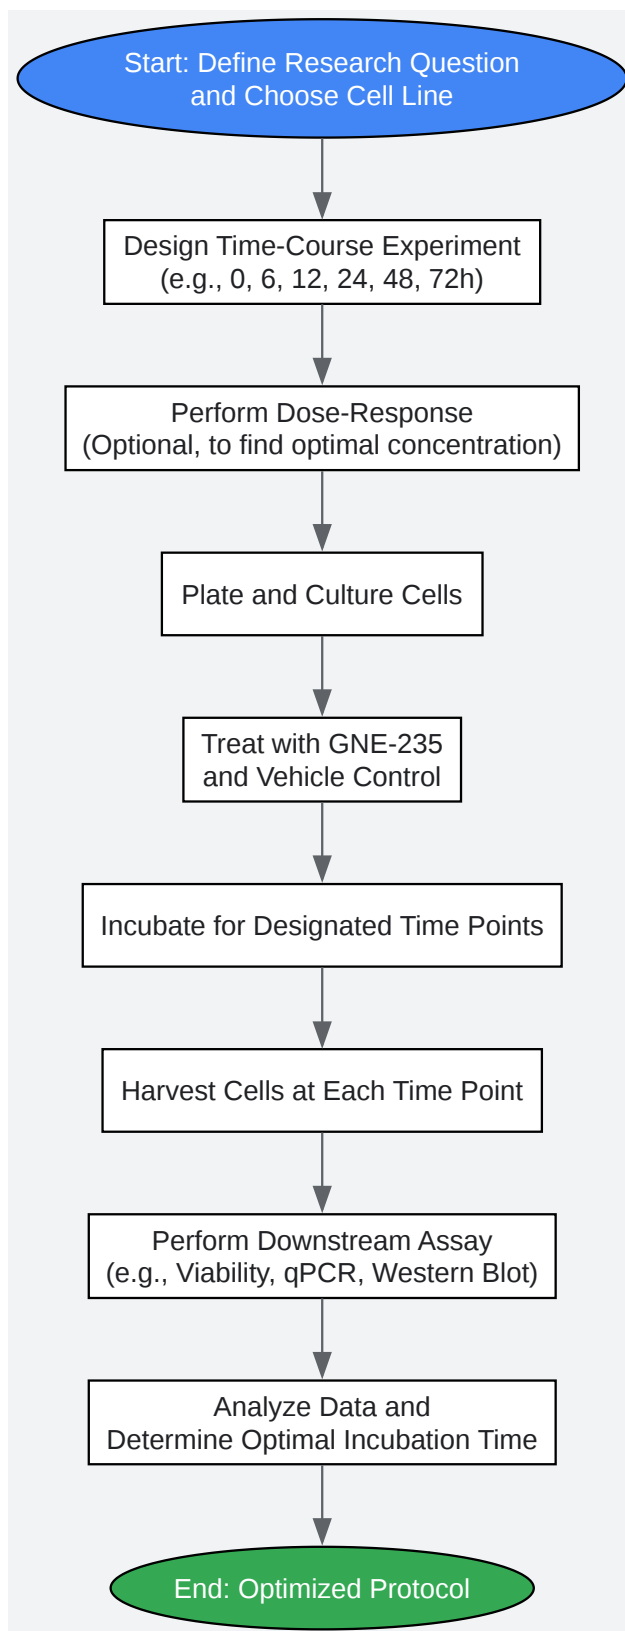 Start: Define Research Question
and Choose Cell Line
Design Time-Course Experiment
(e.g., 0, 6, 12, 24, 48, 72h)
Perform Dose-Response
(Optional, to find optimal concentration)
Plate and Culture Cells
Treat with GNE-235
and Vehicle Control
Incubate for Designated Time Points
Harvest Cells at Each Time Point
Perform Downstream Assay
(e.g., Viability, qPCR, Western Blot)
Analyze Data and
Determine Optimal Incubation Time
End: Optimized Protocol